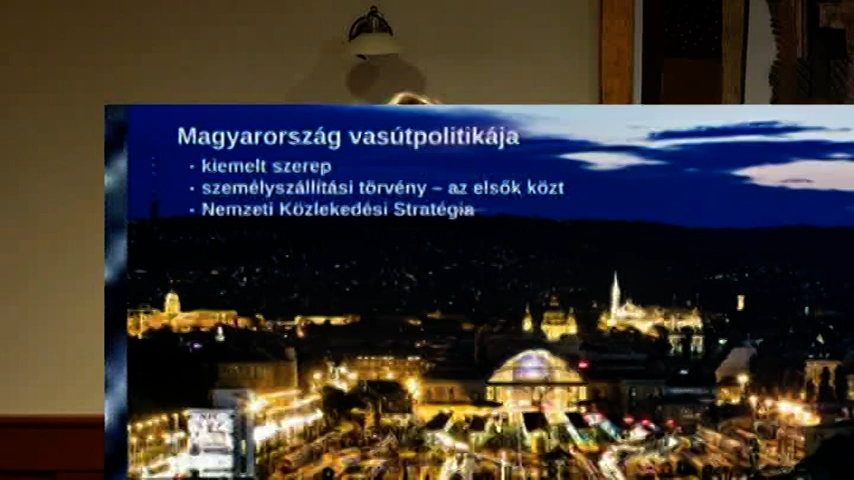 Magyarország vasútpolitikája
· kiemelt szerep
· személyszállítási törvény – az elsők közt
· Nemzeti Közlekedési Stratégia